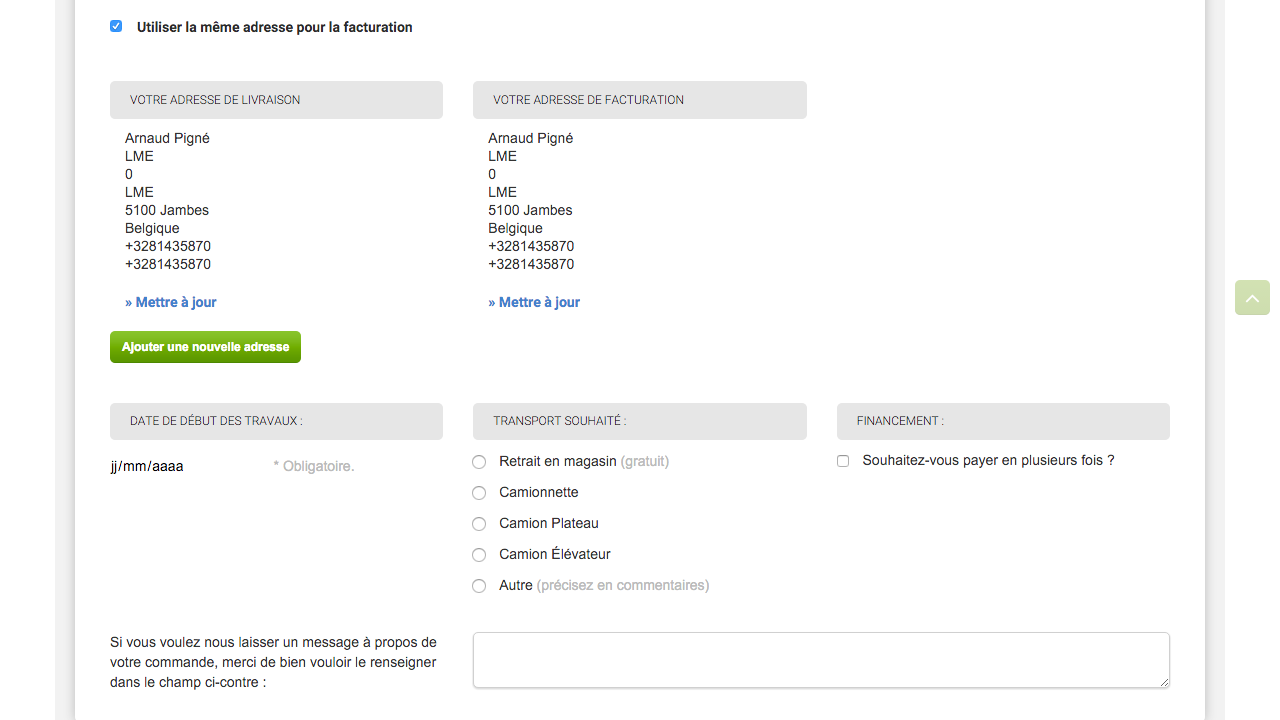 Utiliser la même adresse pour la facturation
VOTRE ADRESSE DE LIVRAISON
Arnaud Pigné
LME
0
LME
5100 Jambes
Belgique
+3281435870
+3281435870
» Mettre à jour
VOTRE ADRESSE DE FACTURATION
Arnaud Pigné
LME
0
LME
5100 Jambes
Belgique
+3281435870
+3281435870
» Mettre à jour
Ajouter une nouvelle adresse
DATE DE DÉBUT DES TRAVAUX :
jj/mm/aaaa * Obligatoire.
TRANSPORT SOUHAITÉ :
Retrait en magasin (gratuit)
Camionnette
Camion Plateau
Camion Élévateur
Autre (précisez en commentaires)
FINANCEMENT :
Souhaitez-vous payer en plusieurs fois ?
Si vous voulez nous laisser un message à propos de
votre commande, merci de bien vouloir le renseigner
dans le champ ci-contre :